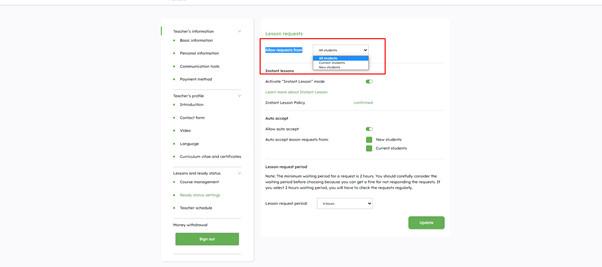 Teacher's information
Basic information
Personal information
Communication tools
Payment method
Teacher's profile
Introduction
Contact form
Video
Language
Curriculum vitae and certificates
Lessons and ready status
Course management
Ready status settings
Teacher schedule
Money withdrawal
Sign out
Lesson requests
Allow requests from
All students
All students
Current students
New students
Instant lessons
Activate "Instant Lesson" mode
Learn more about Instant Lesson
Instant Lesson Policy
confirmed
Auto accept
Allow auto accept
Auto accept lesson requests from:
New students
Current students
Lesson request period
Note: The minimum waiting period for a request is 2 hours. You should carefully consider the
waiting period before choosing because you can get a fine for not responding the requests. If
you select 2 hours waiting period, you will have to check the requests regularly.
Lesson request period
Update